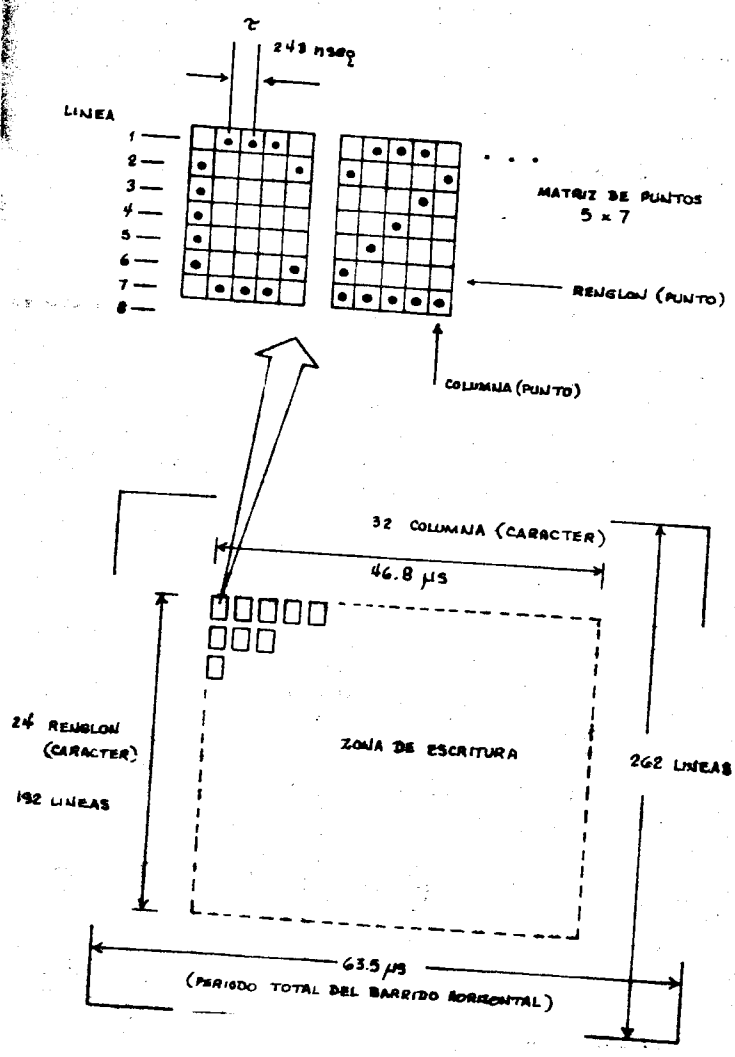 τ
248 nseg
LINEA
1
2
3
4
5
6
7
8
. . .
MATRIZ DE PUNTOS
5 x 7
RENGLON (PUNTO)
COLUMNA (PUNTO)
32 COLUMNA (CARACTER)
46.8 µs
24 RENGLON
(CARACTER)
192 LINEAS
ZONA DE ESCRITURA
262 LINEAS
63.5 µs
(PERIODO TOTAL DEL BARRIDO HORIZONTAL)